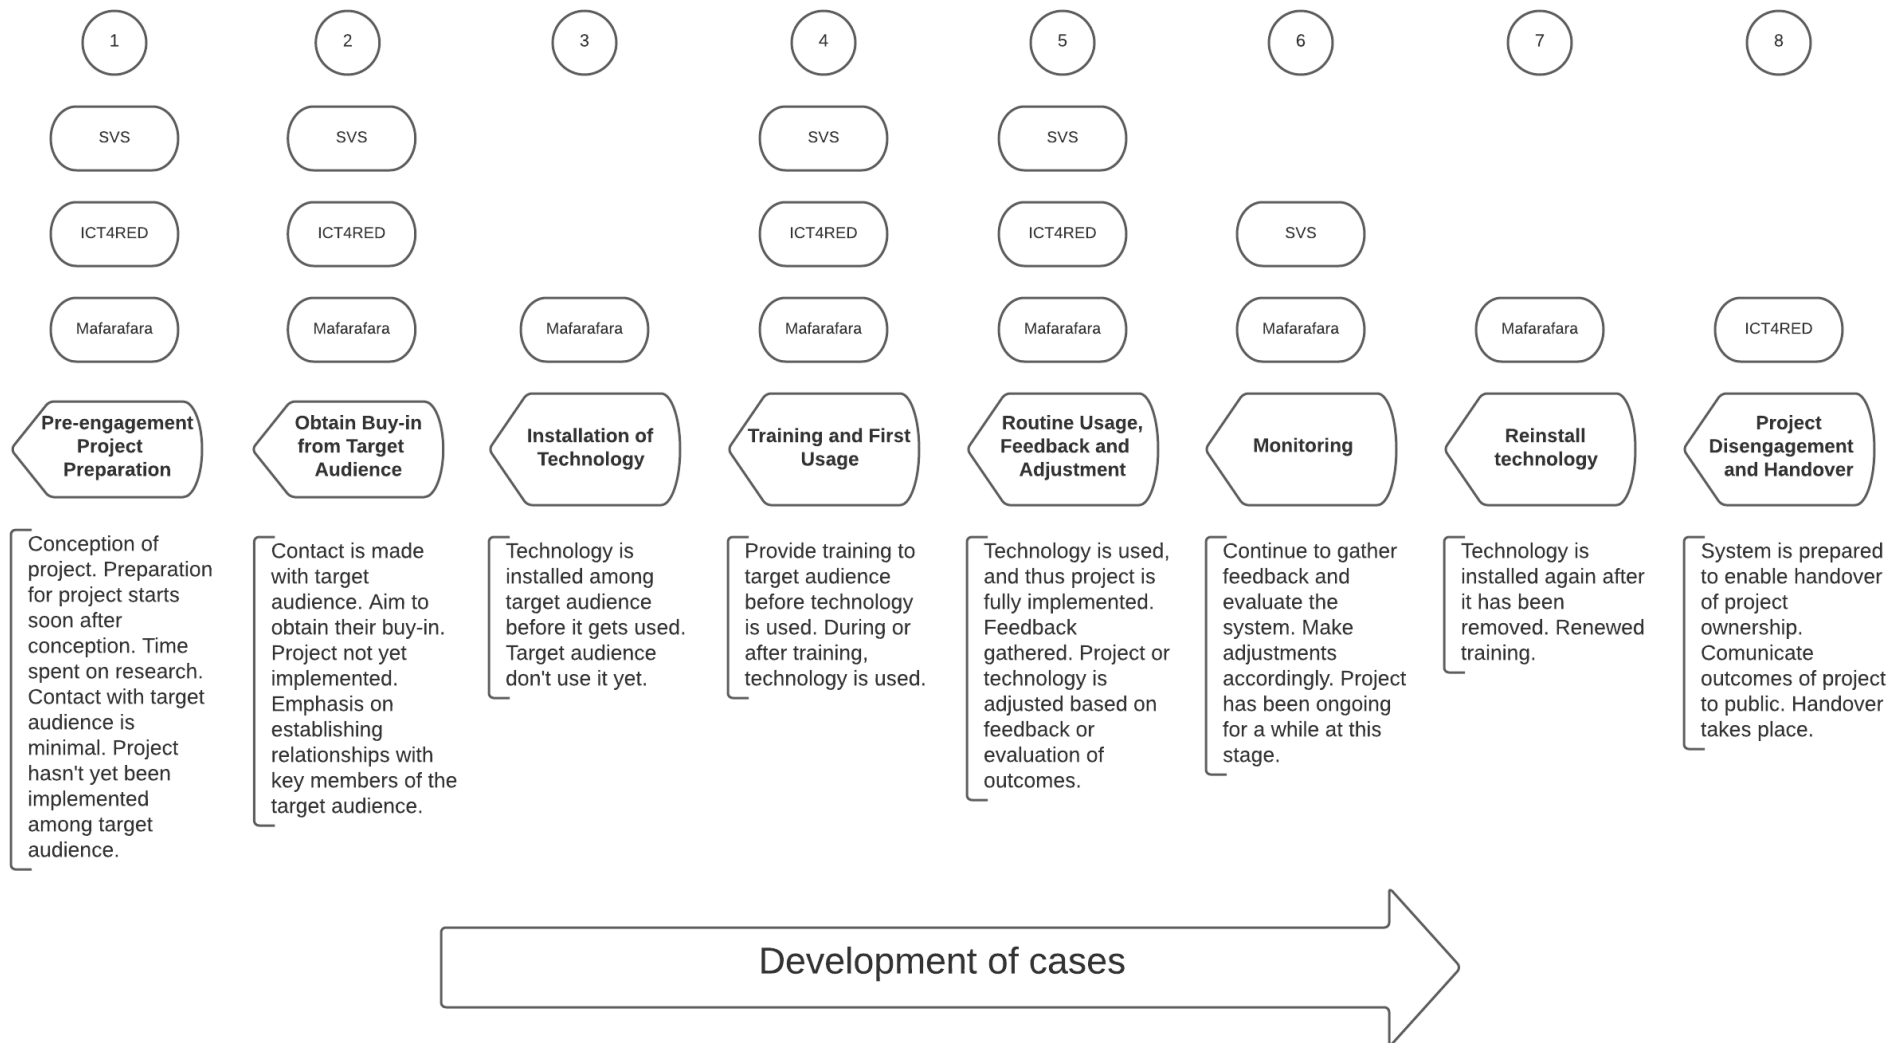 1
2
3
4
5
6
7
8
SVS
SVS
SVS
SVS
ICT4RED
ICT4RED
ICT4RED
ICT4RED
SVS
Mafarafara
Mafarafara
Mafarafara
Mafarafara
Mafarafara
Mafarafara
Mafarafara
ICT4RED
Pre-engagement
Project
Preparation
Obtain Buy-in
from Target
Audience
Installation of
Technology
Training and First
Usage
Routine Usage,
Feedback and
Adjustment
Monitoring
Reinstall
technology
Project
Disengagement
and Handover
Conception of
project. Preparation
for project starts
soon after
conception. Time
spent on research.
Contact with target
audience is
minimal. Project
hasn't yet been
implemented
among target
audience.
Contact is made
with target
audience. Aim to
obtain their buy-in.
Project not yet
implemented.
Emphasis on
establishing
relationships with
key members of the
target audience.
Technology is
installed among
target audience
before it gets used.
Target audience
don't use it yet.
Provide training to
target audience
before technology
is used. During or
after training,
technology is used.
Technology is used,
and thus project is
fully implemented.
Feedback
gathered. Project or
technology is
adjusted based on
feedback or
evaluation of
outcomes.
Continue to gather
feedback and
evaluate the
system. Make
adjustments
accordingly. Project
has been ongoing
for a while at this
stage.
Technology is
installed again after
it has been
removed. Renewed
training.
System is prepared
to enable handover
of project
ownership.
Comunicate
outcomes of project
to public. Handover
takes place.
Development of cases